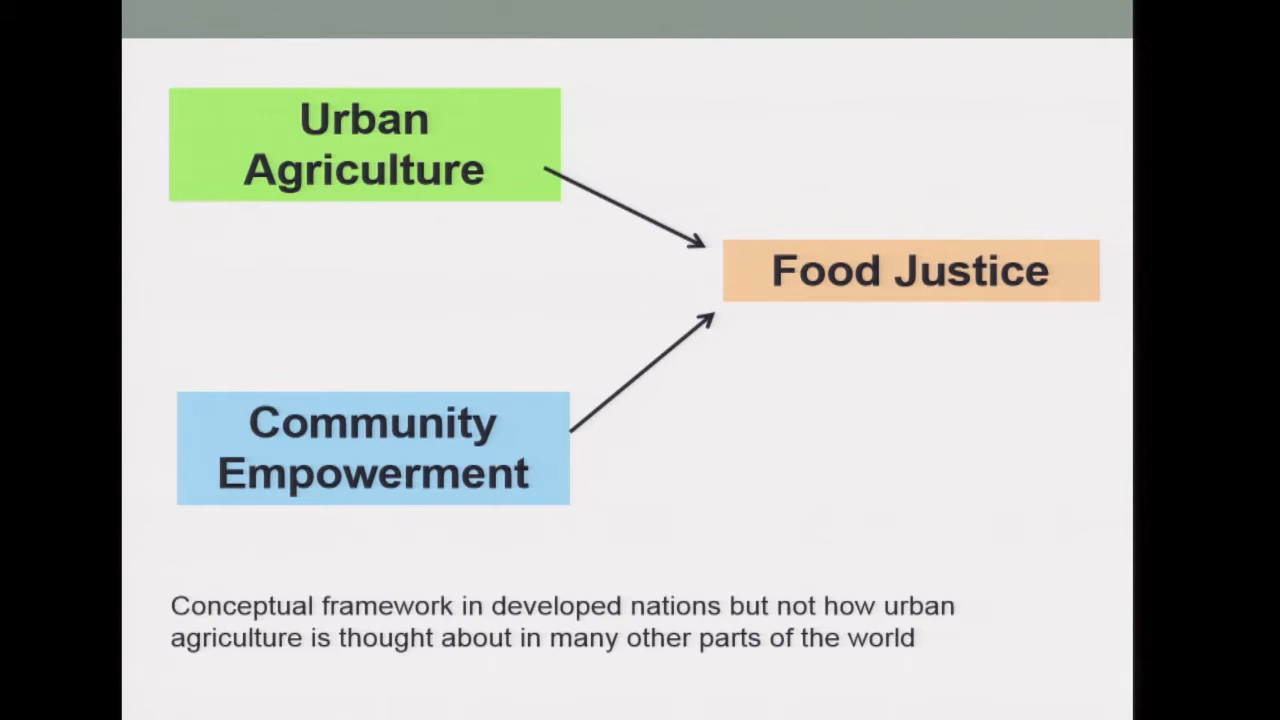 Urban
Agriculture
Food Justice
Community
Empowerment
Conceptual framework in developed nations but not how urban
agriculture is thought about in many other parts of the world